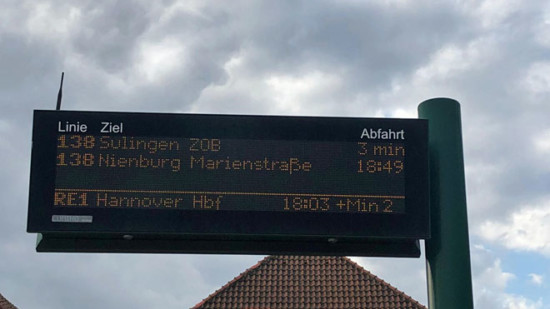 Linie Ziel Abfahrt
138 Sulingen ZOB 3 min
138 Nienburg Marienstraße 18:49
RE1 Hannover Hbf 18:03 +Min 2